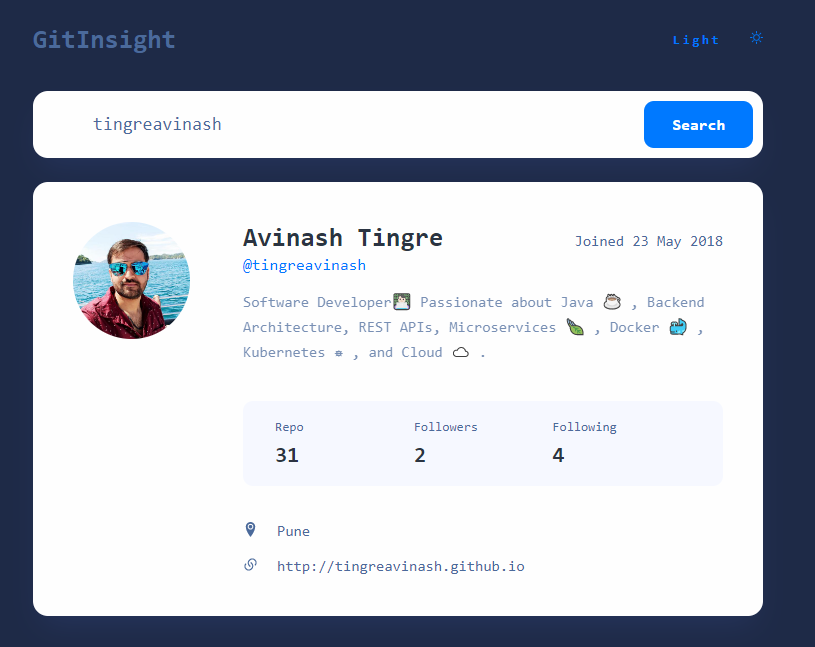 GitInsight
Light
tingreavinash
Search
Avinash Tingre
Joined 23 May 2018
@tingreavinash
Software Developer👨🏻‍💻 Passionate about Java ☕ , Backend
Architecture, REST APIs, Microservices 🍃 , Docker 🐳 ,
Kubernetes ⎈ , and Cloud ☁ .
Repo Followers Following
31 2 4
Pune
http://tingreavinash.github.io